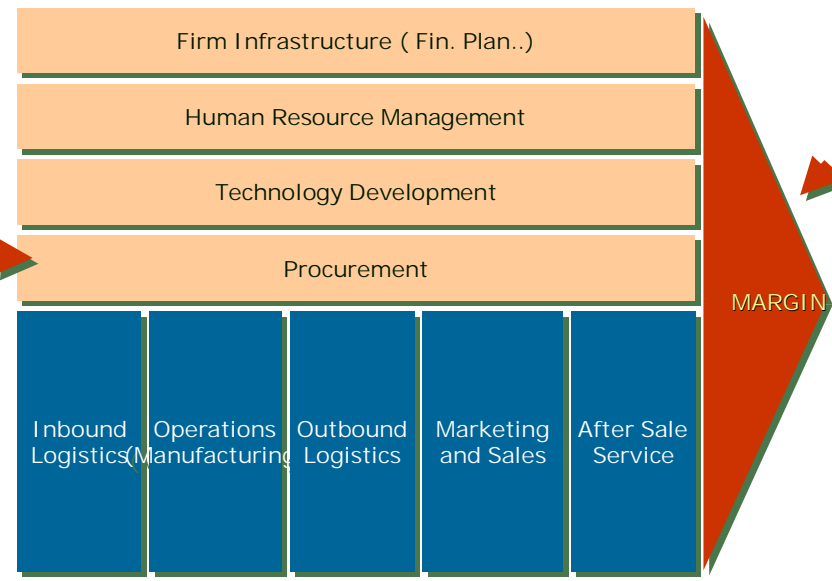 Firm Infrastructure ( Fin. Plan..)
Human Resource Management
Technology Development
Procurement
MARGIN
Inbound
Logistics
Operations
(Manufacturing
Outbound
Logistics
Marketing
and Sales
After Sale
Service